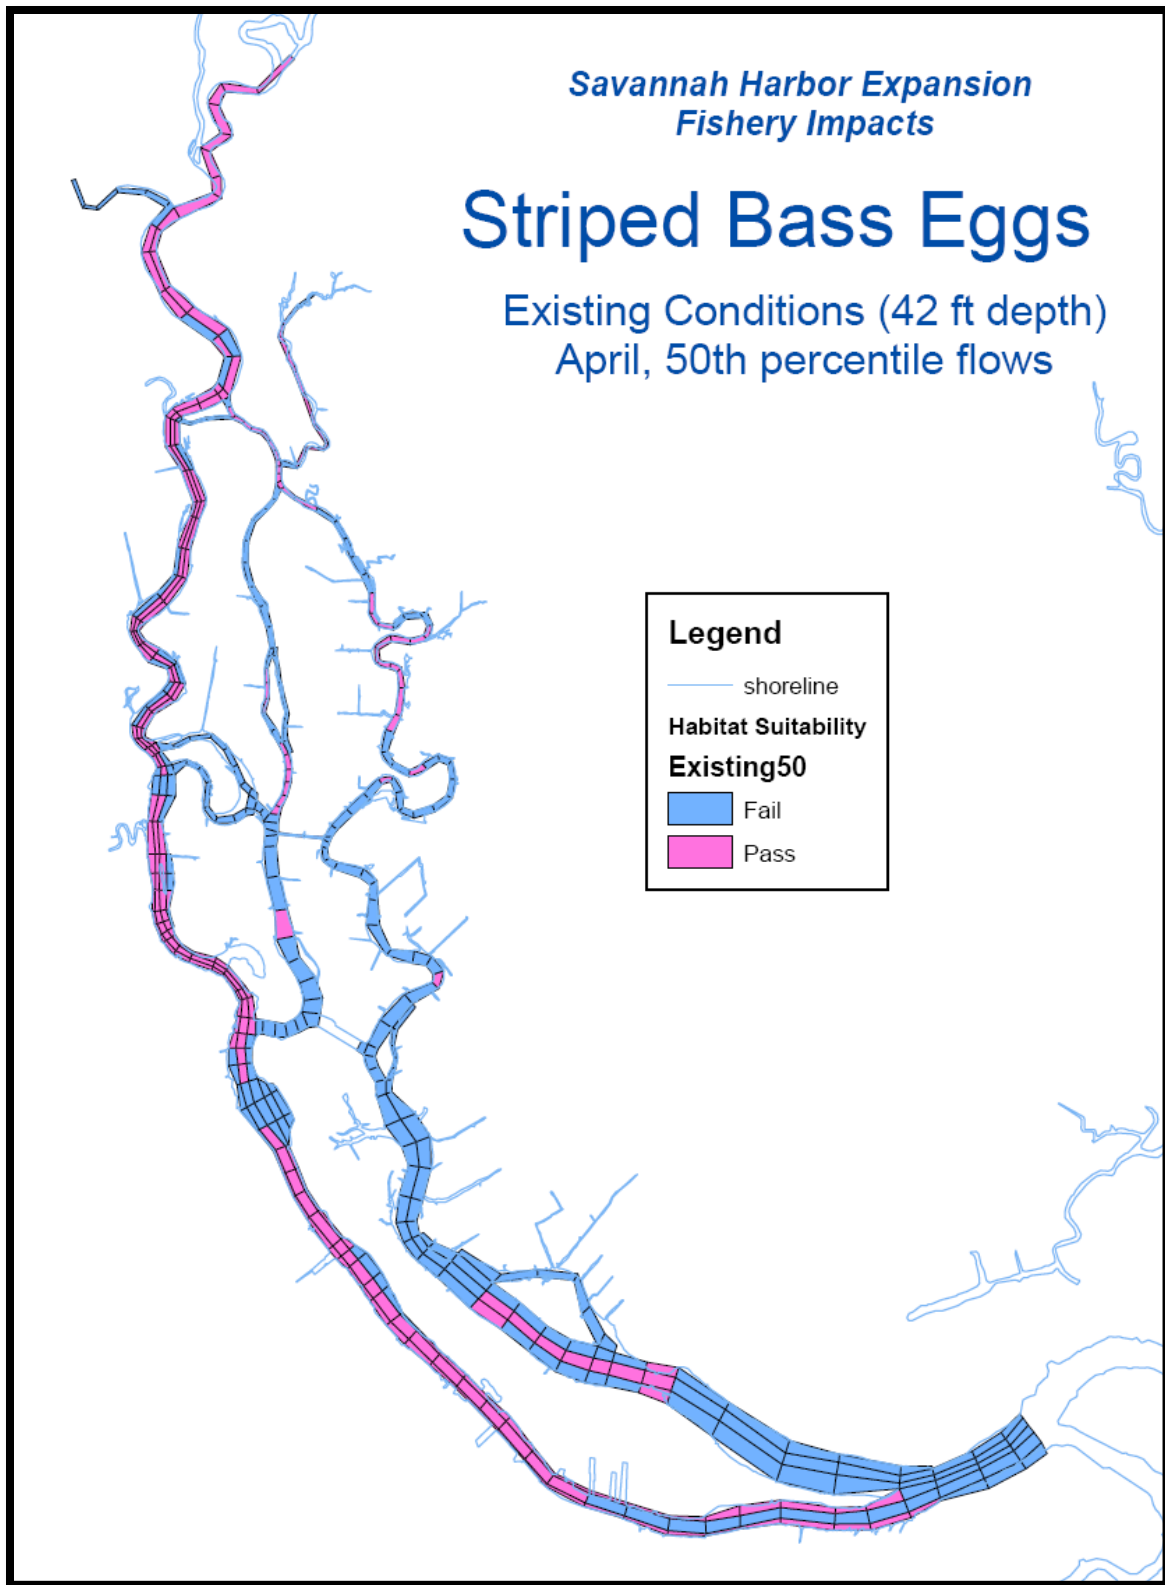 Savannah Harbor Expansion
Fishery Impacts
Striped Bass Eggs
Existing Conditions (42 ft depth)
April, 50th percentile flows
Legend
shoreline
Habitat Suitability
Existing50
Fail
Pass